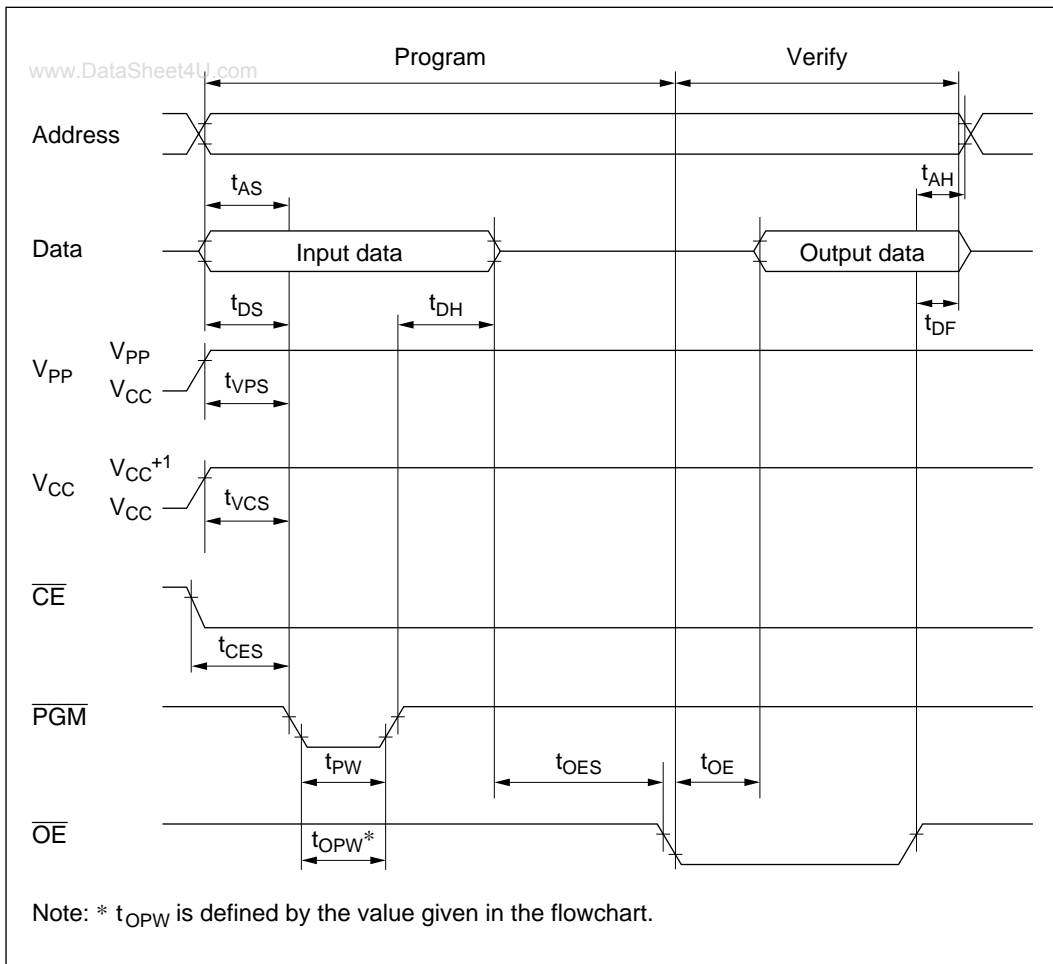 www.DataSheet4U.com
Program Verify
Address
tAS tAH
Data Input data Output data
tDS tDH tDF
VPP VPP
VCC
tVPS
VCC VCC+1
VCC
tVCS
CE
tCES
PGM
tPW tOES tOE
OE
tOPW*
Note: * tOPW is defined by the value given in the flowchart.